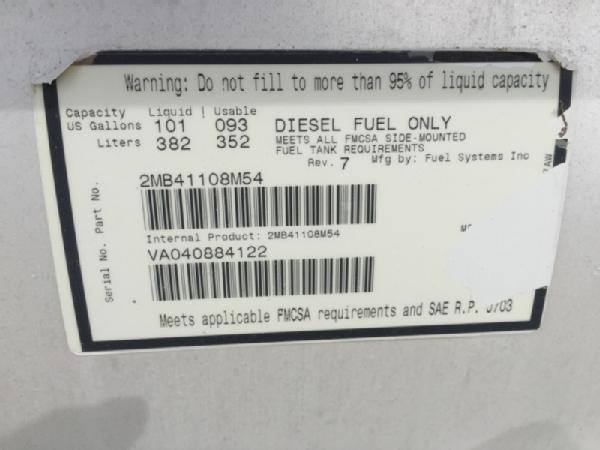 Warning: Do not fill to more than 95% of liquid capacity
Capacity Liquid | Usable
US Gallons 101 093
Liters 382 352
DIESEL FUEL ONLY
MEETS ALL FMCSA SIDE-MOUNTED
FUEL TANK REQUIREMENTS
Rev. 7 Mfg by: Fuel Systems Inc
Part No.
2MB41108M54
Internal Product: 2MB41108M54
Serial No.
VA040884122
Meets applicable FMCSA requirements and SAE R.P.